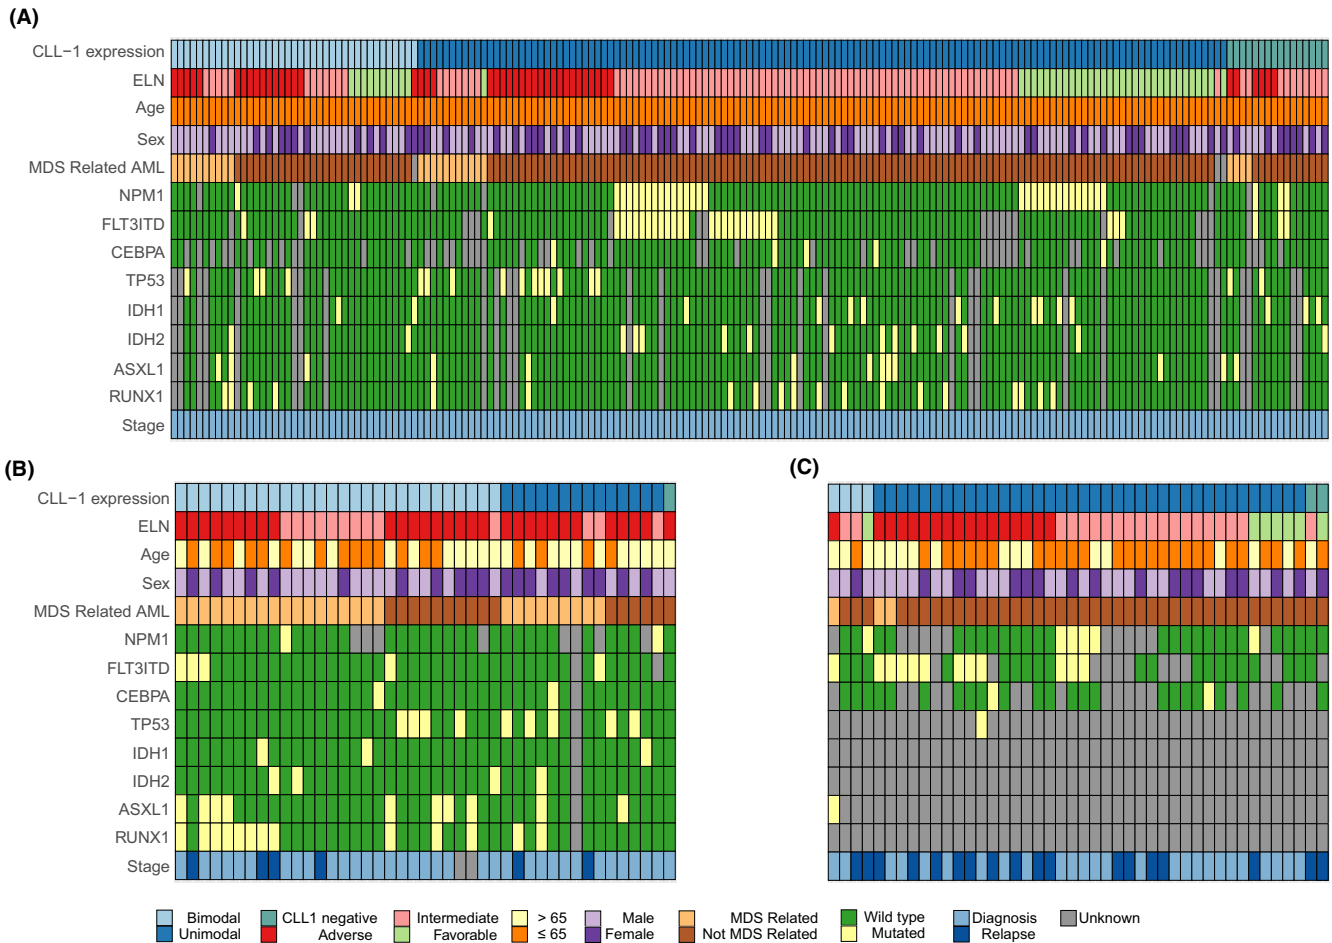 (A)
CLL−1 expression
ELN
Age
Sex
MDS Related AML
NPM1
FLT3ITD
CEBPA
TP53
IDH1
IDH2
ASXL1
RUNX1
Stage
(B)
CLL−1 expression
ELN
Age
Sex
MDS Related AML
NPM1
FLT3ITD
CEBPA
TP53
IDH1
IDH2
ASXL1
RUNX1
Stage
(C)
Bimodal CLL1 negative Intermediate > 65 Male MDS Related Wild type Diagnosis Unknown
Unimodal Adverse Favorable ≤ 65 Female Not MDS Related Mutated Relapse